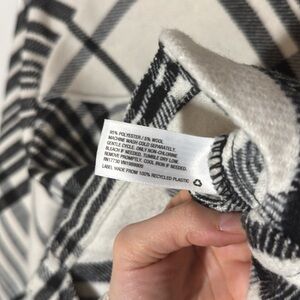 95% POLYESTER / 5% WOOL
MACHINE WASH COLD SEPARATELY,
GENTLE CYCLE. ONLY NON-CHLORINE
BLEACH IF NEEDED. TUMBLE DRY LOW.
REMOVE PROMPTLY. COOL IRON IF NEEDED.
RN17730
LABEL MADE FROM 100% RECYCLED PLASTIC